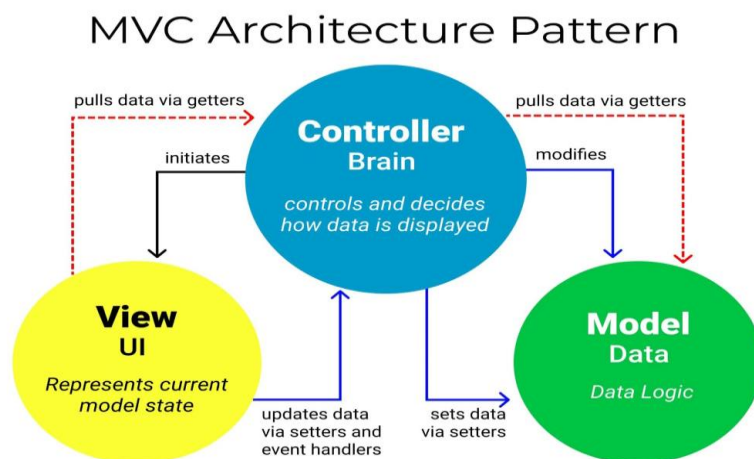 MVC Architecture Pattern
pulls data via getters
pulls data via getters
Controller
Brain
initiates
modifies
controls and decides
how data is displayed
View
UI
Represents current
model state
Model
Data
Data Logic
updates data
via setters and
event handlers
sets data
via setters